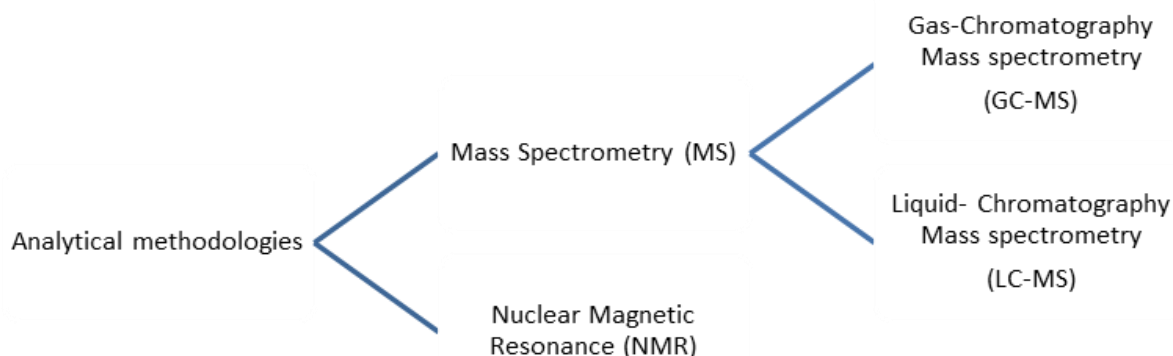 Analytical methodologies
Mass Spectrometry (MS)
Nuclear Magnetic
Resonance (NMR)
Gas-Chromatography
Mass spectrometry
(GC-MS)
Liquid- Chromatography
Mass spectrometry
(LC-MS)